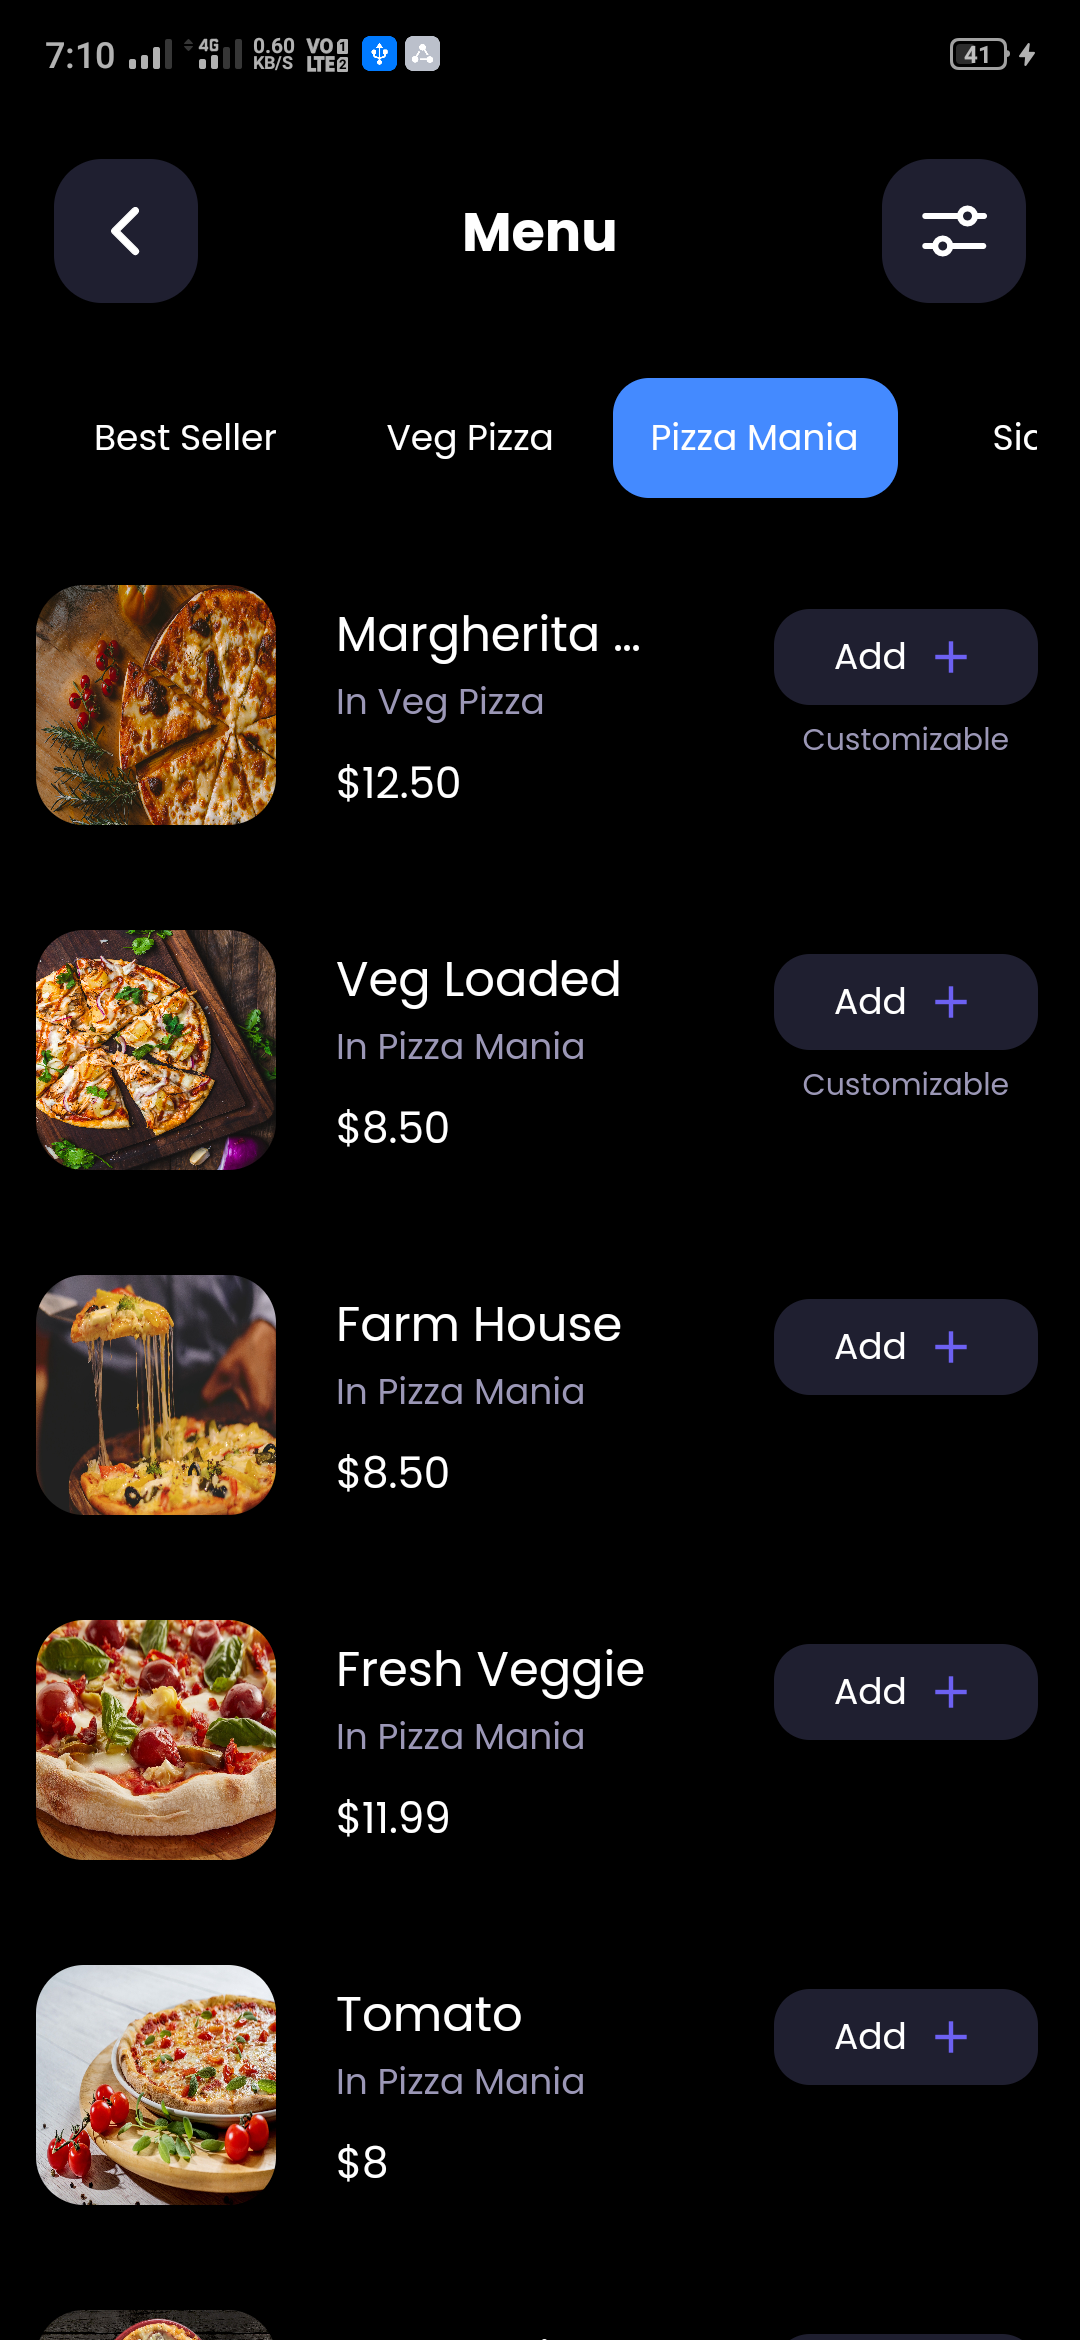 7:10 4G 0.60 KB/S VO LTE 1 2 41
Menu
Best Seller Veg Pizza Pizza Mania
Margherita ...
In Veg Pizza
$12.50
Add
Customizable
Veg Loaded
In Pizza Mania
$8.50
Add
Customizable
Farm House
In Pizza Mania
$8.50
Add
Fresh Veggie
In Pizza Mania
$11.99
Add
Tomato
In Pizza Mania
$8
Add